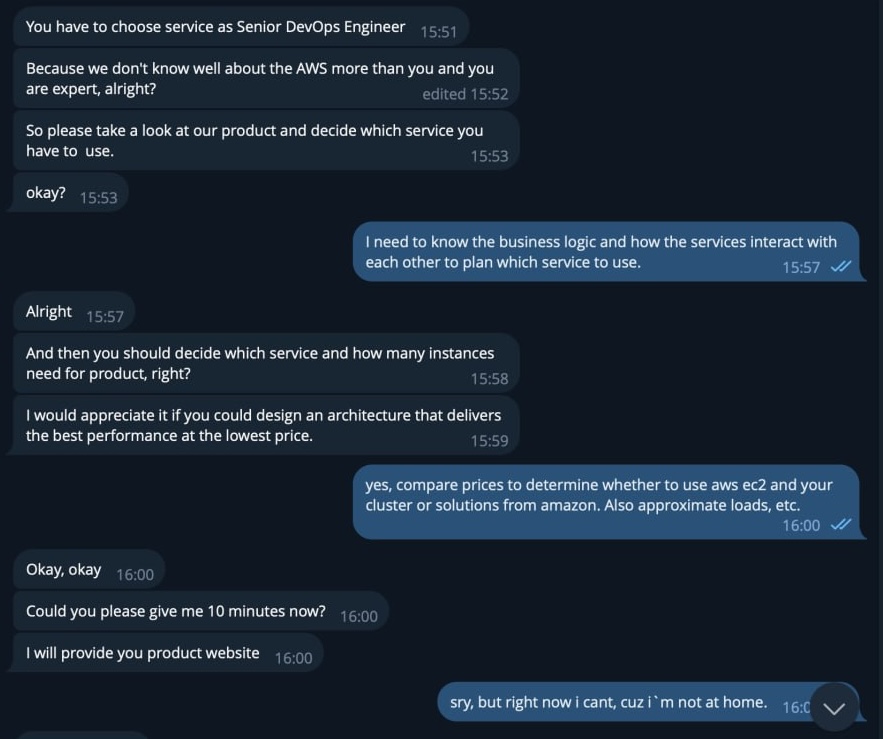 You have to choose service as Senior DevOps Engineer 15:51
Because we don't know well about the AWS more than you and you
are expert, alright? edited 15:52
So please take a look at our product and decide which service you
have to use. 15:53
okay? 15:53
I need to know the business logic and how the services interact with
each other to plan which service to use. 15:57
Alright 15:57
And then you should decide which service and how many instances
need for product, right? 15:58
I would appreciate it if you could design an architecture that delivers
the best performance at the lowest price. 15:59
yes, compare prices to determine whether to use aws ec2 and your
cluster or solutions from amazon. Also approximate loads, etc.
16:00
Okay, okay 16:00
Could you please give me 10 minutes now? 16:00
I will provide you product website 16:00
sry, but right now i cant, cuz i`m not at home.